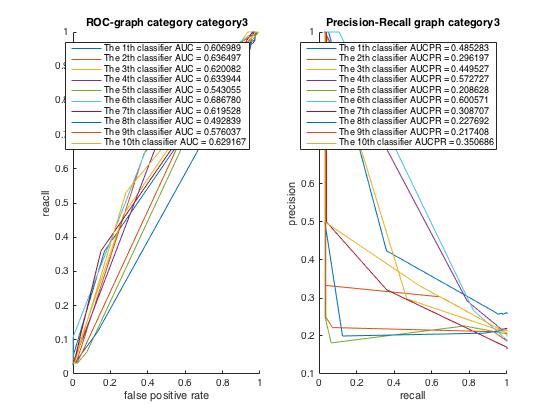 ROC-graph category category3
1
0.9
0.8
0.7
0.6
0.5
0.4
0.3
0.2
0.1
0
reacll
The 1th classifier AUC = 0.606989
The 2th classifier AUC = 0.636497
The 3th classifier AUC = 0.620082
The 4th classifier AUC = 0.633944
The 5th classifier AUC = 0.543055
The 6th classifier AUC = 0.686780
The 7th classifier AUC = 0.619528
The 8th classifier AUC = 0.492839
The 9th classifier AUC = 0.576037
The 10th classifier AUC = 0.629167
0 0.2 0.4 0.6 0.8 1
false positive rate
Precision-Recall graph category3
1
0.6
0.5
0.4
0.3
0.2
0.1
precision
The 1th classifier AUCPR = 0.485283
The 2th classifier AUCPR = 0.296197
The 3th classifier AUCPR = 0.449527
The 4th classifier AUCPR = 0.572727
The 5th classifier AUCPR = 0.208628
The 6th classifier AUCPR = 0.600571
The 7th classifier AUCPR = 0.308707
The 8th classifier AUCPR = 0.227692
The 9th classifier AUCPR = 0.217408
The 10th classifier AUCPR = 0.350686
0 0.2 0.4 0.6 0.8 1
recall